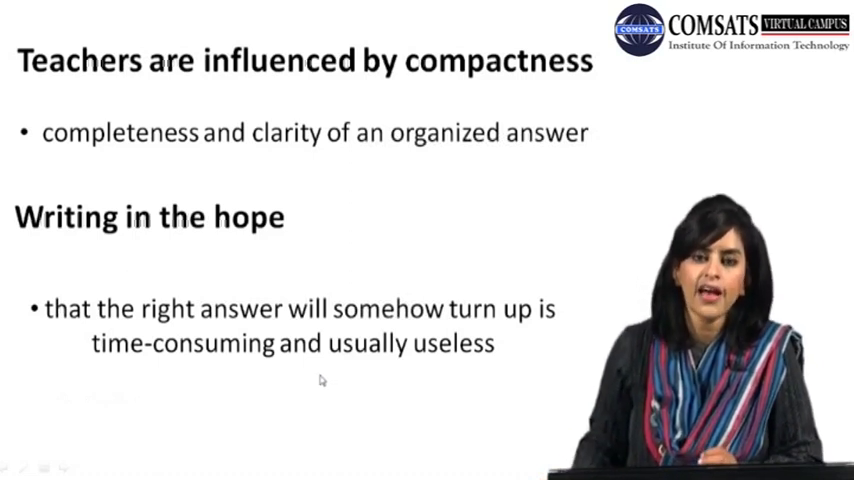 COMSATS VIRTUAL CAMPUS
Institute Of Information Technology
Teachers are influenced by compactness
• completeness and clarity of an organized answer
Writing in the hope
• that the right answer will somehow turn up is
time-consuming and usually useless
COMSATS